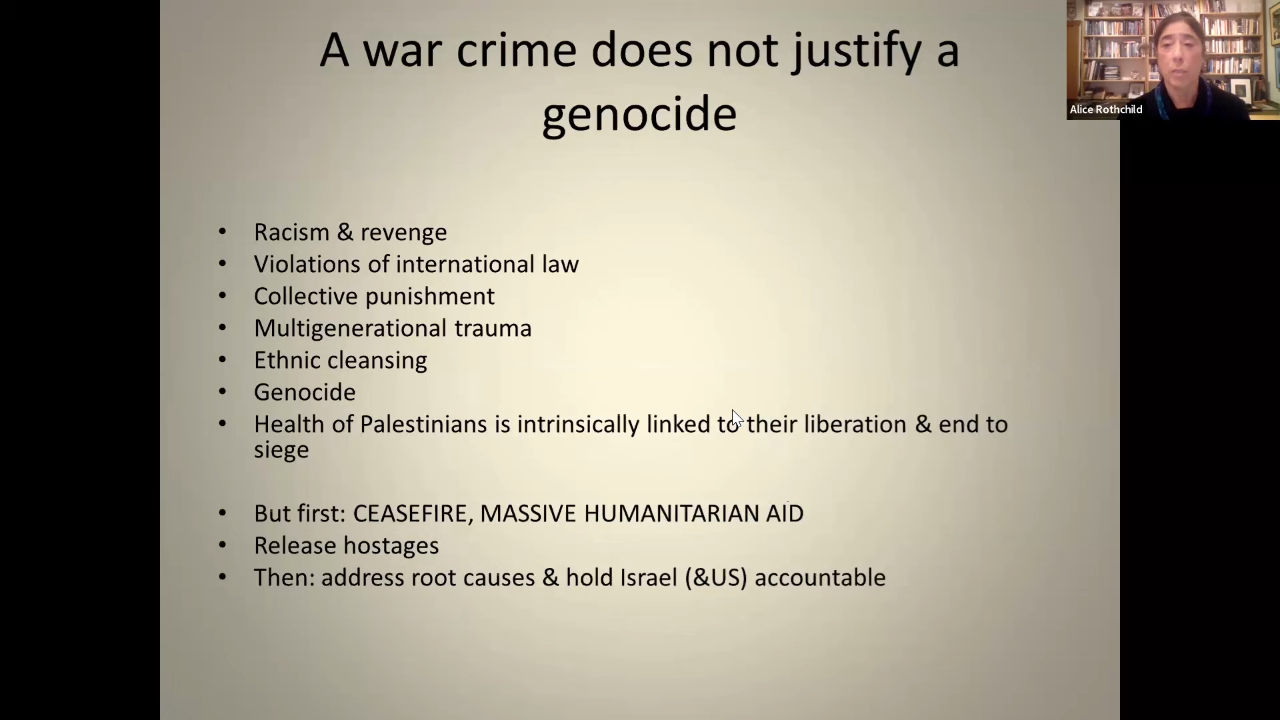 A war crime does not justify a
genocide
Alice Rothchild
• Racism & revenge
• Violations of international law
• Collective punishment
• Multigenerational trauma
• Ethnic cleansing
• Genocide
• Health of Palestinians is intrinsically linked to their liberation & end to
siege
• But first: CEASEFIRE, MASSIVE HUMANITARIAN AID
• Release hostages
• Then: address root causes & hold Israel (&US) accountable